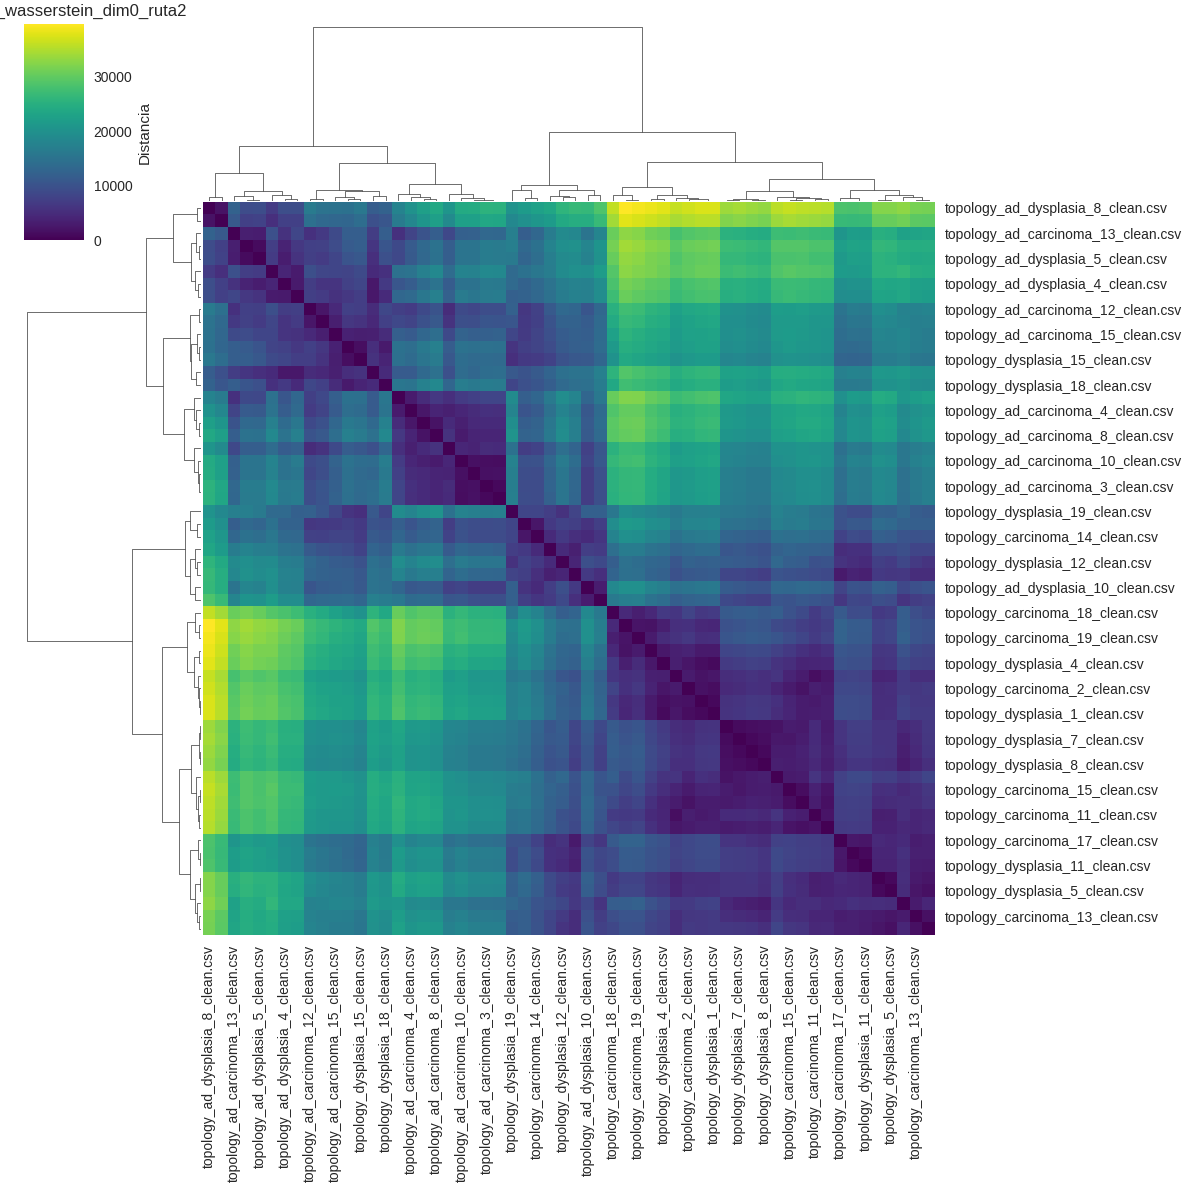 _wasserstein_dim0_ruta2
30000
20000
10000
0
Distancia
topology_ad_dysplasia_8_clean.csv
topology_ad_carcinoma_13_clean.csv
topology_ad_dysplasia_5_clean.csv
topology_ad_dysplasia_4_clean.csv
topology_ad_carcinoma_12_clean.csv
topology_ad_carcinoma_15_clean.csv
topology_dysplasia_15_clean.csv
topology_dysplasia_18_clean.csv
topology_ad_carcinoma_4_clean.csv
topology_ad_carcinoma_8_clean.csv
topology_ad_carcinoma_10_clean.csv
topology_ad_carcinoma_3_clean.csv
topology_dysplasia_19_clean.csv
topology_carcinoma_14_clean.csv
topology_dysplasia_12_clean.csv
topology_ad_dysplasia_10_clean.csv
topology_carcinoma_18_clean.csv
topology_carcinoma_19_clean.csv
topology_dysplasia_4_clean.csv
topology_carcinoma_2_clean.csv
topology_dysplasia_1_clean.csv
topology_dysplasia_7_clean.csv
topology_dysplasia_8_clean.csv
topology_carcinoma_15_clean.csv
topology_carcinoma_11_clean.csv
topology_carcinoma_17_clean.csv
topology_dysplasia_11_clean.csv
topology_dysplasia_5_clean.csv
topology_carcinoma_13_clean.csv
topology_ad_dysplasia_8_clean.csv
topology_ad_carcinoma_13_clean.csv
topology_ad_dysplasia_5_clean.csv
topology_ad_dysplasia_4_clean.csv
topology_ad_carcinoma_12_clean.csv
topology_ad_carcinoma_15_clean.csv
topology_dysplasia_15_clean.csv
topology_dysplasia_18_clean.csv
topology_ad_carcinoma_4_clean.csv
topology_ad_carcinoma_8_clean.csv
topology_ad_carcinoma_10_clean.csv
topology_ad_carcinoma_3_clean.csv
topology_dysplasia_19_clean.csv
topology_carcinoma_14_clean.csv
topology_dysplasia_12_clean.csv
topology_ad_dysplasia_10_clean.csv
topology_carcinoma_18_clean.csv
topology_carcinoma_19_clean.csv
topology_dysplasia_4_clean.csv
topology_carcinoma_2_clean.csv
topology_dysplasia_1_clean.csv
topology_dysplasia_7_clean.csv
topology_dysplasia_8_clean.csv
topology_carcinoma_15_clean.csv
topology_carcinoma_11_clean.csv
topology_carcinoma_17_clean.csv
topology_dysplasia_11_clean.csv
topology_dysplasia_5_clean.csv
topology_carcinoma_13_clean.csv